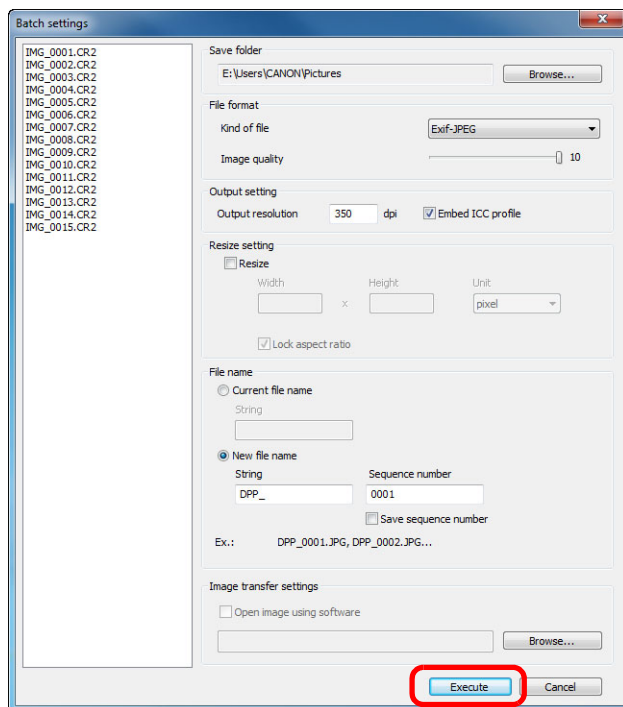 Batch settings
IMG_0001.CR2
IMG_0002.CR2
IMG_0003.CR2
IMG_0004.CR2
IMG_0005.CR2
IMG_0006.CR2
IMG_0007.CR2
IMG_0008.CR2
IMG_0009.CR2
IMG_0010.CR2
IMG_0011.CR2
IMG_0012.CR2
IMG_0013.CR2
IMG_0014.CR2
IMG_0015.CR2
Save folder
E:\Users\CANON\Pictures Browse...
File format
Kind of file Exif-JPEG
Image quality 10
Output setting
Output resolution 350 dpi Embed ICC profile
Resize setting
Resize
Width Height Unit
x pixel
Lock aspect ratio
File name
Current file name
String
New file name
String Sequence number
DPP_ 0001
Save sequence number
Ex.: DPP_0001.JPG, DPP_0002.JPG...
Image transfer settings
Open image using software
Browse...
Execute Cancel